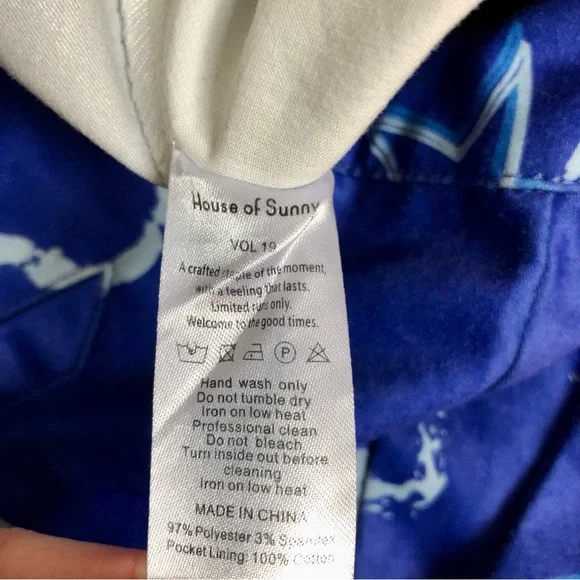 House of Sunny
VOL 19
A crafted staple of the moment,
with a feeling that lasts.
Limited runs only.
Welcome to the good times.
P
Hand wash only
Do not tumble dry
Iron on low heat
Professional clean
Do not bleach
Turn inside out before
cleaning
Iron on low heat
MADE IN CHINA
97% Polyester 3% Spandex
Pocket Lining: 100% Cotton